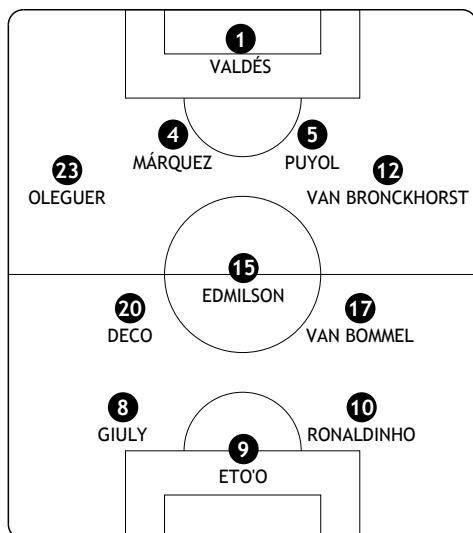 1
VALDÉS
4
MÁRQUEZ
5
PUYOL
23
OLEGUER
12
VAN BRONCKHORST
15
EDMILSON
20
DECO
17
VAN BOMMEL
8
GIULY
10
RONALDINHO
9
ETO'O